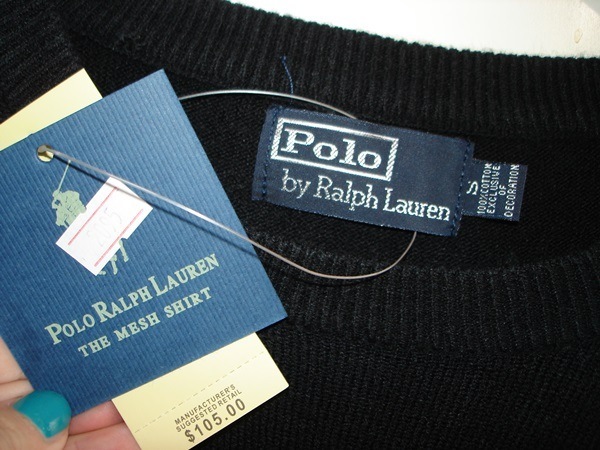 Polo
by Ralph Lauren
S
100% COTTON
EXCLUSIVE
OF
DECORATION
POLO RALPH LAUREN
THE MESH SHIRT
MANUFACTURER'S
SUGGESTED RETAIL
$105.00